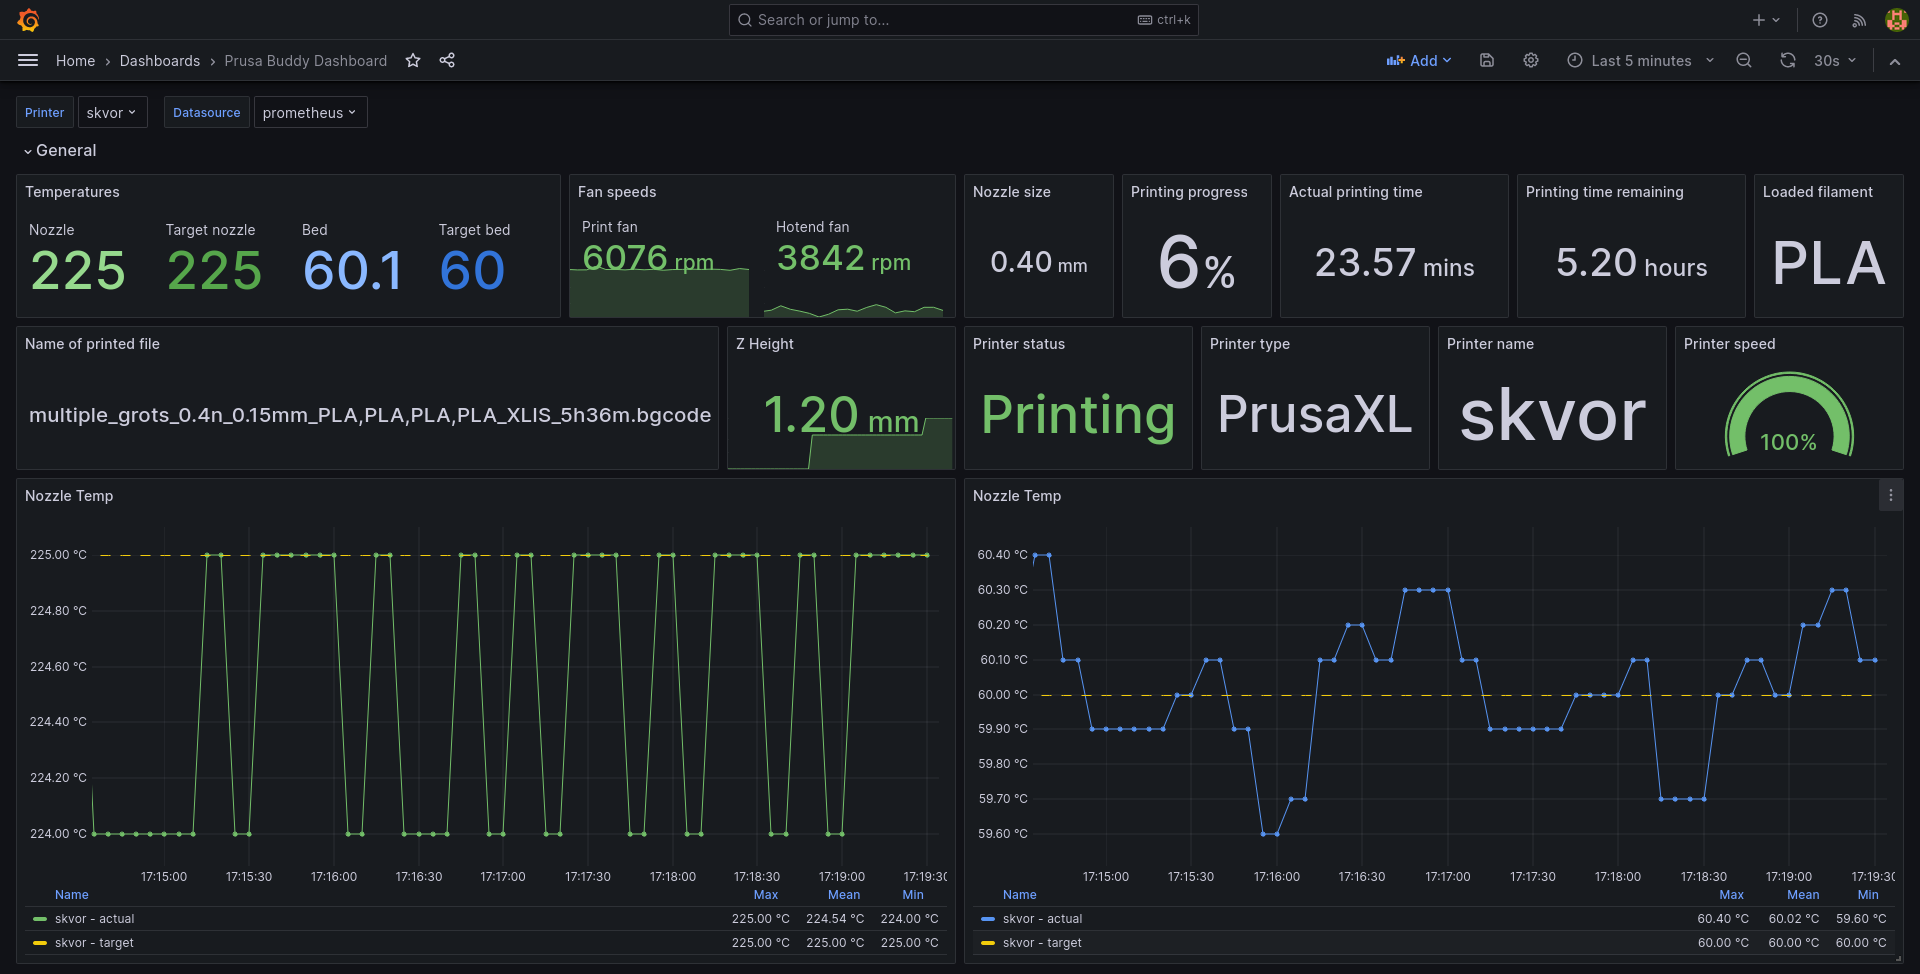 Search or jump to... ctrl+k
Home › Dashboards › Prusa Buddy Dashboard Add Last 5 minutes 30s
Printer skvor Datasource prometheus
General
Temperatures
Nozzle Target nozzle Bed Target bed
225 225 60.1 60
Fan speeds
Print fan Hotend fan
6076 rpm 3842 rpm
Nozzle size
0.40 mm
Printing progress
6%
Actual printing time
23.57 mins
Printing time remaining
5.20 hours
Loaded filament
PLA
Name of printed file
multiple_grots_0.4n_0.15mm_PLA,PLA,PLA,PLA_XLIS_5h36m.bgcode
Z Height
1.20 mm
Printer status
Printing
Printer type
PrusaXL
Printer name
skvor
Printer speed
100%
Nozzle Temp
225.00 °C
224.80 °C
224.60 °C
224.40 °C
224.20 °C
224.00 °C
17:15:00 17:15:30 17:16:00 17:16:30 17:17:00 17:17:30 17:18:00 17:18:30 17:19:00 17:19:30
Name Max Mean Min
skvor - actual 225.00 °C 224.54 °C 224.00 °C
skvor - target 225.00 °C 225.00 °C 225.00 °C
Nozzle Temp
60.40 °C
60.30 °C
60.20 °C
60.10 °C
60.00 °C
59.90 °C
59.80 °C
59.70 °C
59.60 °C
17:15:00 17:15:30 17:16:00 17:16:30 17:17:00 17:17:30 17:18:00 17:18:30 17:19:00 17:19:30
Name Max Mean Min
skvor - actual 60.40 °C 60.02 °C 59.60 °C
skvor - target 60.00 °C 60.00 °C 60.00 °C